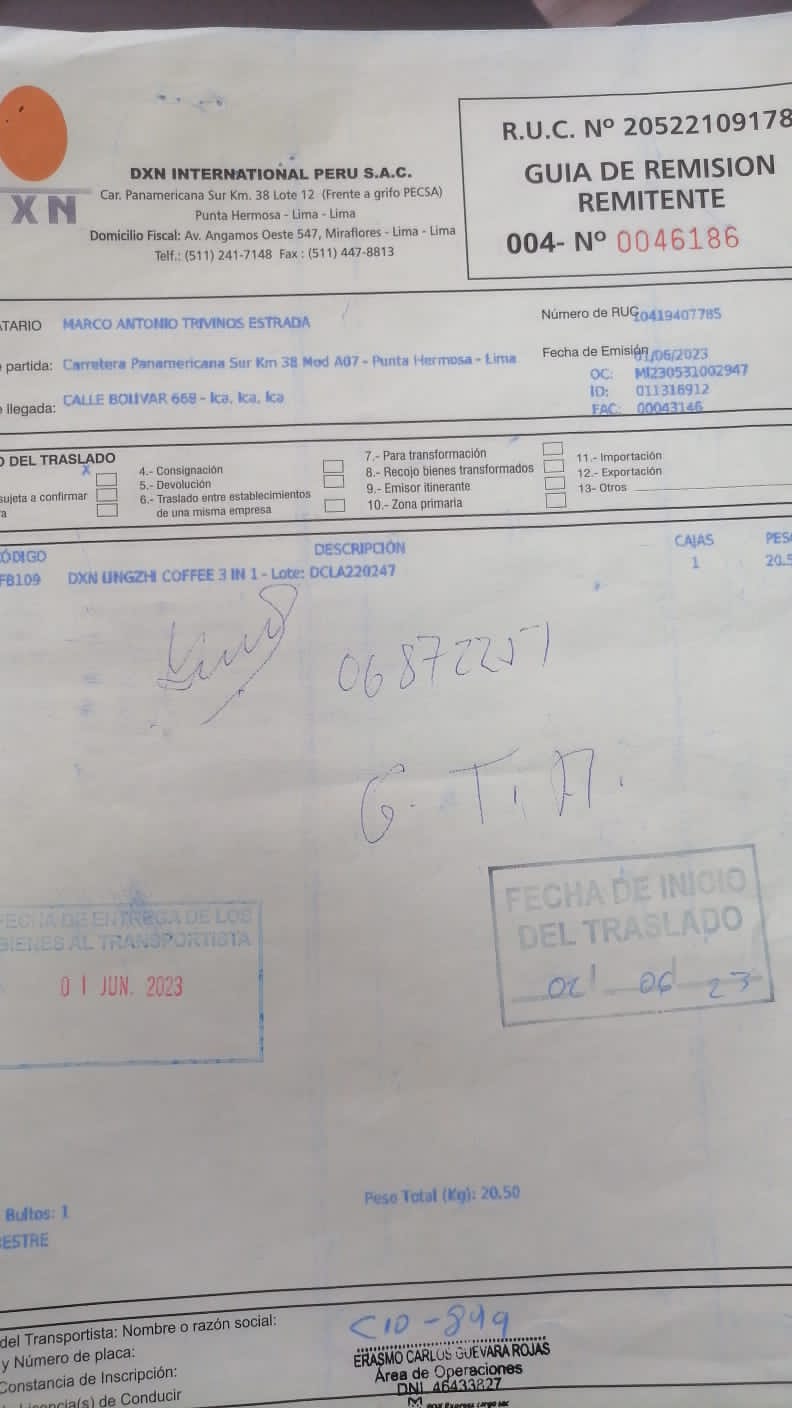 XN
DXN INTERNATIONAL PERU S.A.C.
Car. Panamericana Sur Km. 38 Lote 12 (Frente a grifo PECSA)
Punta Hermosa - Lima - Lima
Domicilio Fiscal: Av. Angamos Oeste 547, Miraflores - Lima - Lima
Telf.: (511) 241-7148 Fax : (511) 447-8813
R.U.C. Nº 20522109178
GUIA DE REMISION
REMITENTE
004- Nº 0046186
ATARIO MARCO ANTONIO TRIVINOS ESTRADA
Número de RUC 10419407785
partida: Carretera Panamericana Sur Km 38 Mod A07 - Punta Hermosa - Lima
Fecha de Emisión 01/06/2023
llegada: CALLE BOLIVAR 669 - Ica, Ica, Ica
OC: MI230531002947
ID: 011316912
FAC: 00043146
O DEL TRASLADO
X
sujeta a confirmar
a
4.- Consignación
5.- Devolución
6.- Traslado entre establecimientos
de una misma empresa
7.- Para transformación
8.- Recojo bienes transformados
9.- Emisor itinerante
10.- Zona primaria
11.- Importación
12.- Exportación
13- Otros
CÓDIGO DESCRIPCIÓN CAJAS PESO
FB109 DXN LINGZHI COFFEE 3 IN 1 - Lote: DCLA220247 1 20.5
06872251
G. T. A.
FECHA DE ENTREGA DE LOS
BIENES AL TRANSPORTISTA
01 JUN. 2023
FECHA DE INICIO
DEL TRASLADO
02 06 23
Bultos: 1
Peso Total (Kg): 20.50
ESTRE
del Transportista: Nombre o razón social:
y Número de placa:
Constancia de Inscripción:
Licencia(s) de Conducir
C10-899
ERASMO CARLOS GUEVARA ROJAS
Área de Operaciones
DNI. 46433827